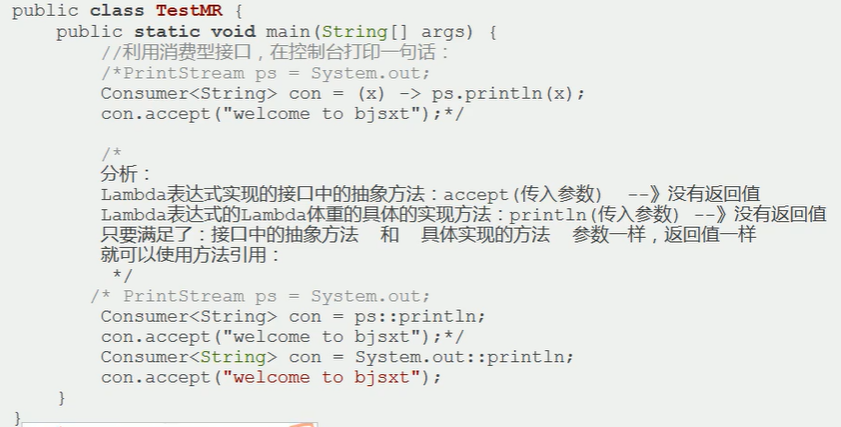 public class TestMR {
public static void main(String[] args) {
//利用消费型接口，在控制台打印一句话：
/*PrintStream ps = System.out;
Consumer<String> con = (x) -> ps.println(x);
con.accept("welcome to bjsxt");*/
/*
分析：
Lambda表达式实现的接口中的抽象方法：accept(传入参数) --》没有返回值
Lambda表达式的Lambda体重的具体的实现方法：println(传入参数) --》没有返回值
只要满足了：接口中的抽象方法 和 具体实现的方法 参数一样，返回值一样
就可以使用方法引用：
*/
/* PrintStream ps = System.out;
Consumer<String> con = ps::println;
con.accept("welcome to bjsxt");*/
Consumer<String> con = System.out::println;
con.accept("welcome to bjsxt");
}
}